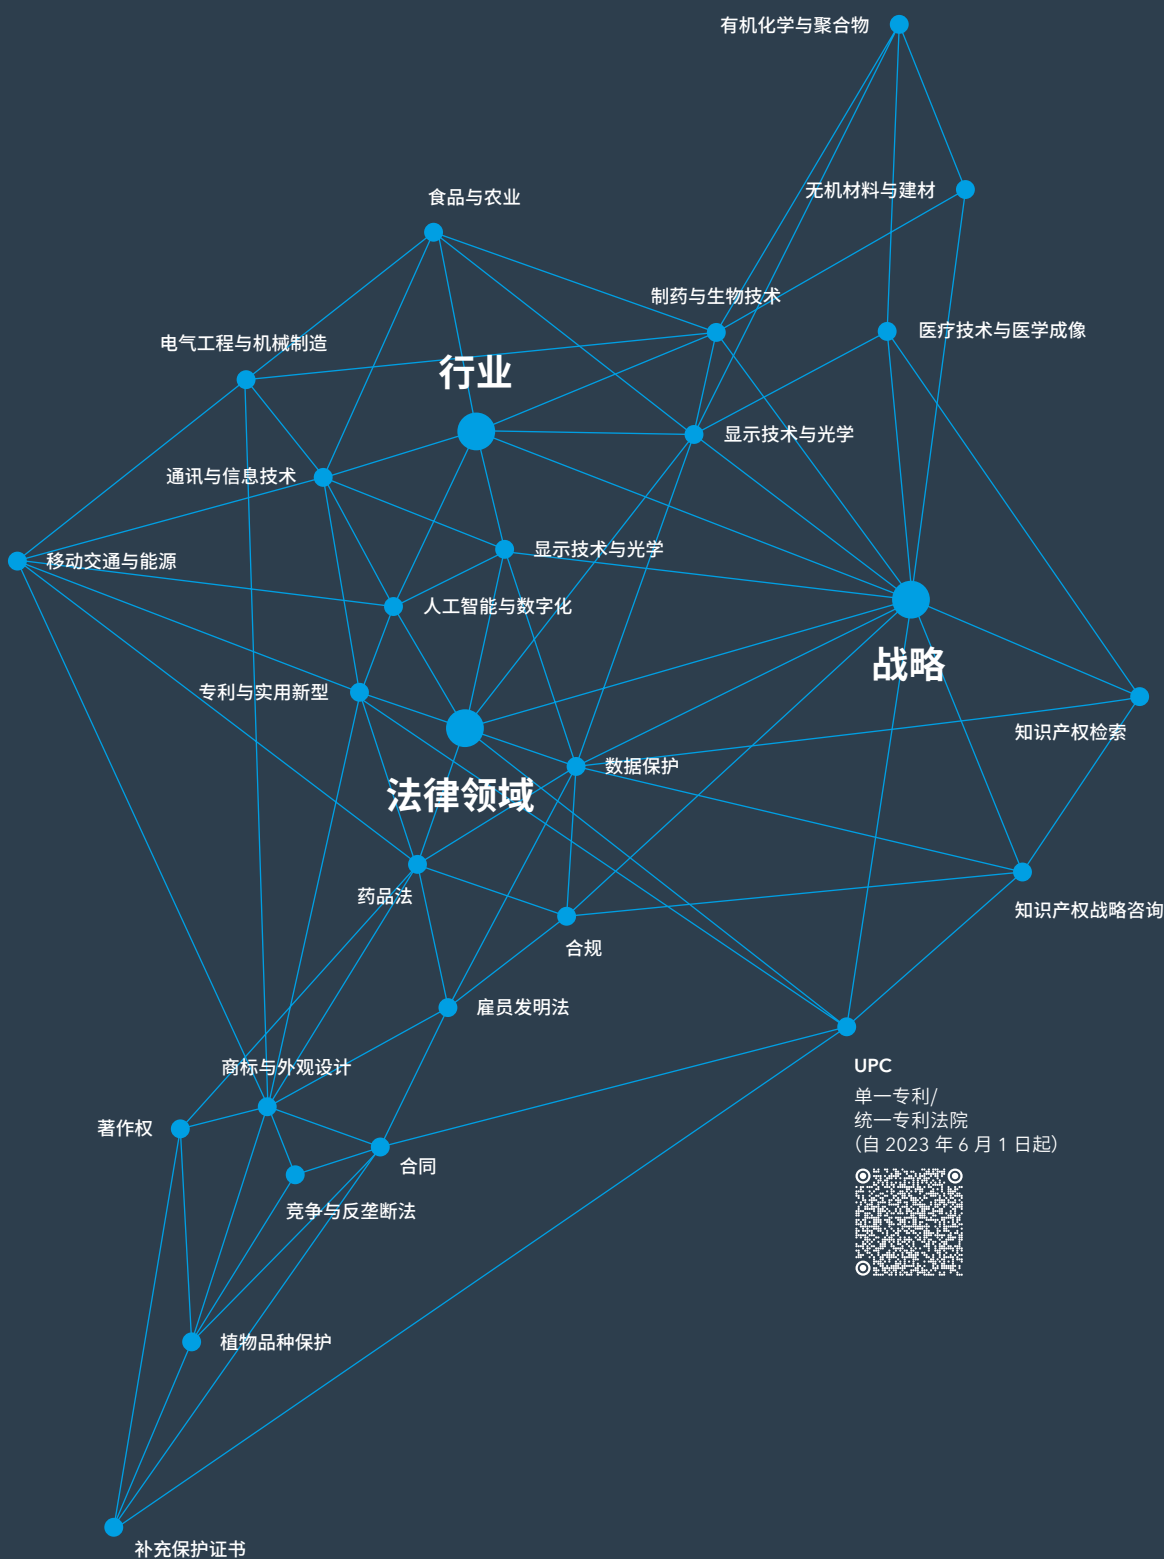 有机化学与聚合物
无机材料与建材
食品与农业
制药与生物技术
医疗技术与医学成像
电气工程与机械制造
行业
显示技术与光学
通讯与信息技术
显示技术与光学
移动交通与能源
人工智能与数字化
战略
专利与实用新型
知识产权检索
数据保护
法律领域
药品法
知识产权战略咨询
合规
雇员发明法
UPC
单一专利/
统一专利法院
(自 2023 年 6 月 1 日起)
商标与外观设计
著作权
合同
竞争与反垄断法
植物品种保护
补充保护证书